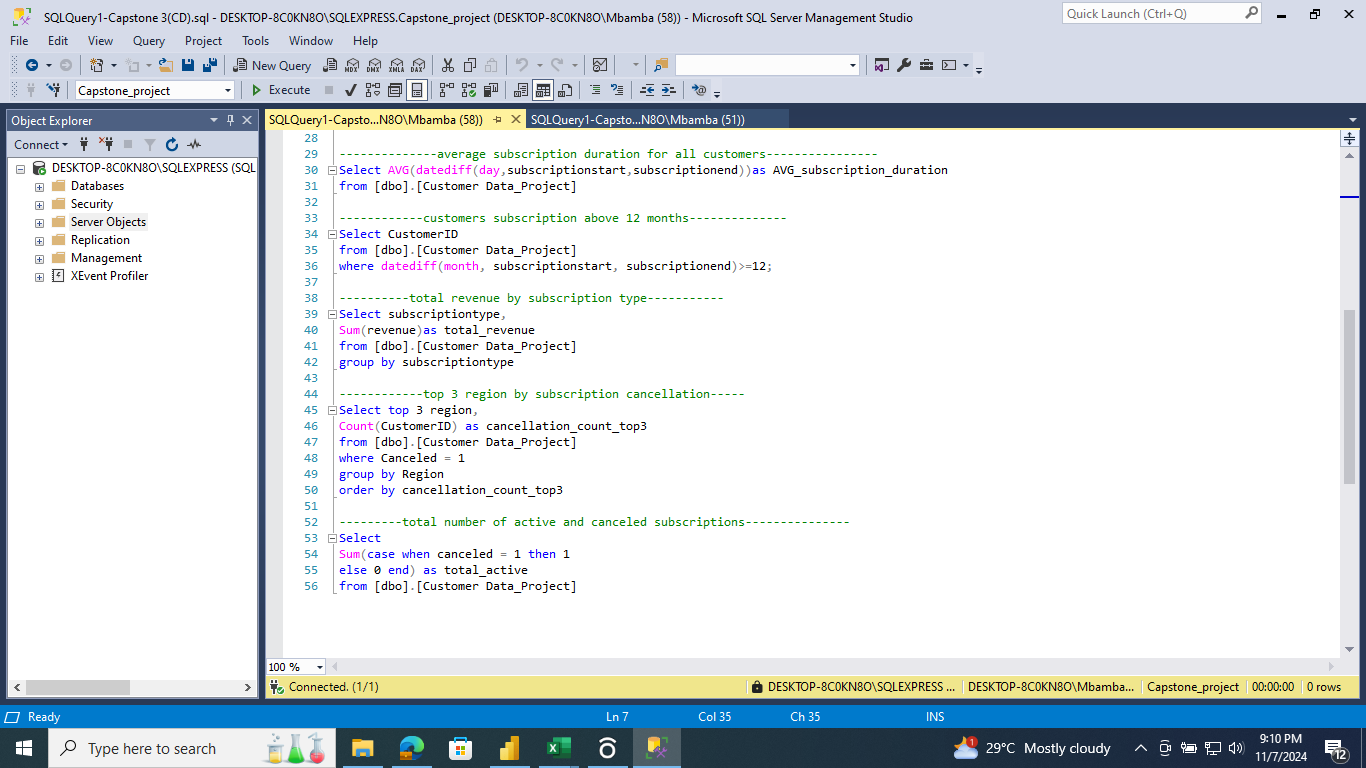 SQLQuery1-Capstone 3(CD).sql - DESKTOP-8C0KN8O\SQLEXPRESS.Capstone_project (DESKTOP-8C0KN8O\Mbamba (58)) - Microsoft SQL Server Management Studio
Quick Launch (Ctrl+Q)
File Edit View Query Project Tools Window Help
New Query MDX DMX XMLA DAX
Capstone_project Execute
Object Explorer
SQLQuery1-Capsto...N8O\Mbamba (58)) SQLQuery1-Capsto...N8O\Mbamba (51))
Connect
DESKTOP-8C0KN8O\SQLEXPRESS (SQL
Databases
Security
Server Objects
Replication
Management
XEvent Profiler
28
29 --------------average subscription duration for all customers----------------
30 Select AVG(datediff(day,subscriptionstart,subscriptionend))as AVG_subscription_duration
31 from [dbo].[Customer Data_Project]
32
33 ------------customers subscription above 12 months--------------
34 Select CustomerID
35 from [dbo].[Customer Data_Project]
36 where datediff(month, subscriptionstart, subscriptionend)>=12;
37
38 ----------total revenue by subscription type-----------
39 Select subscriptiontype,
40 Sum(revenue)as total_revenue
41 from [dbo].[Customer Data_Project]
42 group by subscriptiontype
43
44 ------------top 3 region by subscription cancellation-----
45 Select top 3 region,
46 Count(CustomerID) as cancellation_count_top3
47 from [dbo].[Customer Data_Project]
48 where Canceled = 1
49 group by Region
50 order by cancellation_count_top3
51
52 ---------total number of active and canceled subscriptions---------------
53 Select
54 Sum(case when canceled = 1 then 1
55 else 0 end) as total_active
56 from [dbo].[Customer Data_Project]
100 %
Connected. (1/1) DESKTOP-8C0KN8O\SQLEXPRESS ... DESKTOP-8C0KN8O\Mbamba... Capstone_project 00:00:00 0 rows
Ready Ln 7 Col 35 Ch 35 INS
Type here to search
1 29°C Mostly cloudy
9:10 PM
11/7/2024
12